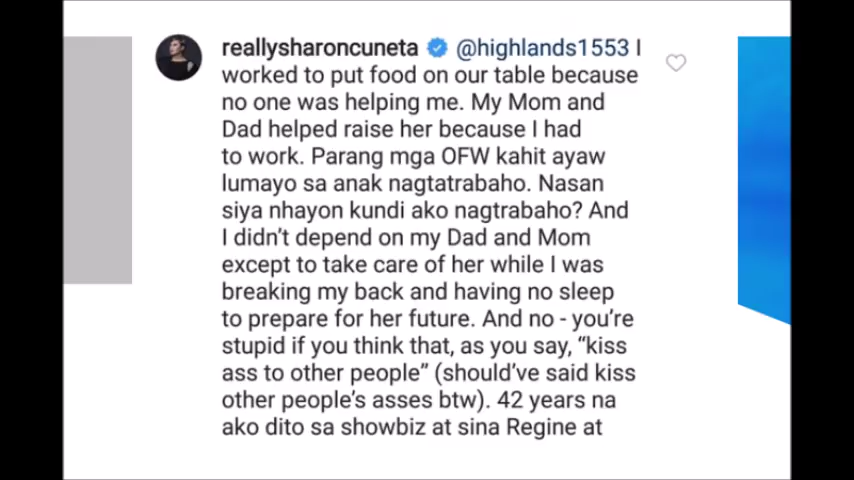 reallysharoncuneta @highlands1553 I
worked to put food on our table because
no one was helping me. My Mom and
Dad helped raise her because I had
to work. Parang mga OFW kahit ayaw
lumayo sa anak nagtatrabaho. Nasan
siya nhayon kundi ako nagtrabaho? And
I didn’t depend on my Dad and Mom
except to take care of her while I was
breaking my back and having no sleep
to prepare for her future. And no - you’re
stupid if you think that, as you say, “kiss
ass to other people” (should’ve said kiss
other people’s asses btw). 42 years na
ako dito sa showbiz at sina Regine at